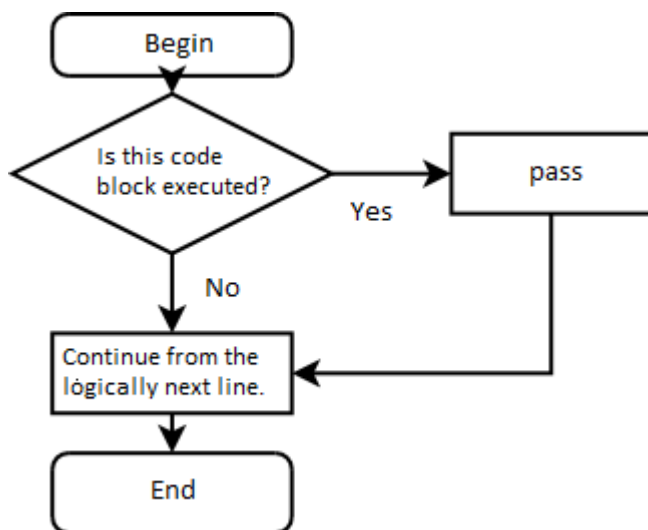 Begin
Is this code
block executed?
pass
Yes
No
Continue from the
logically next line.
End